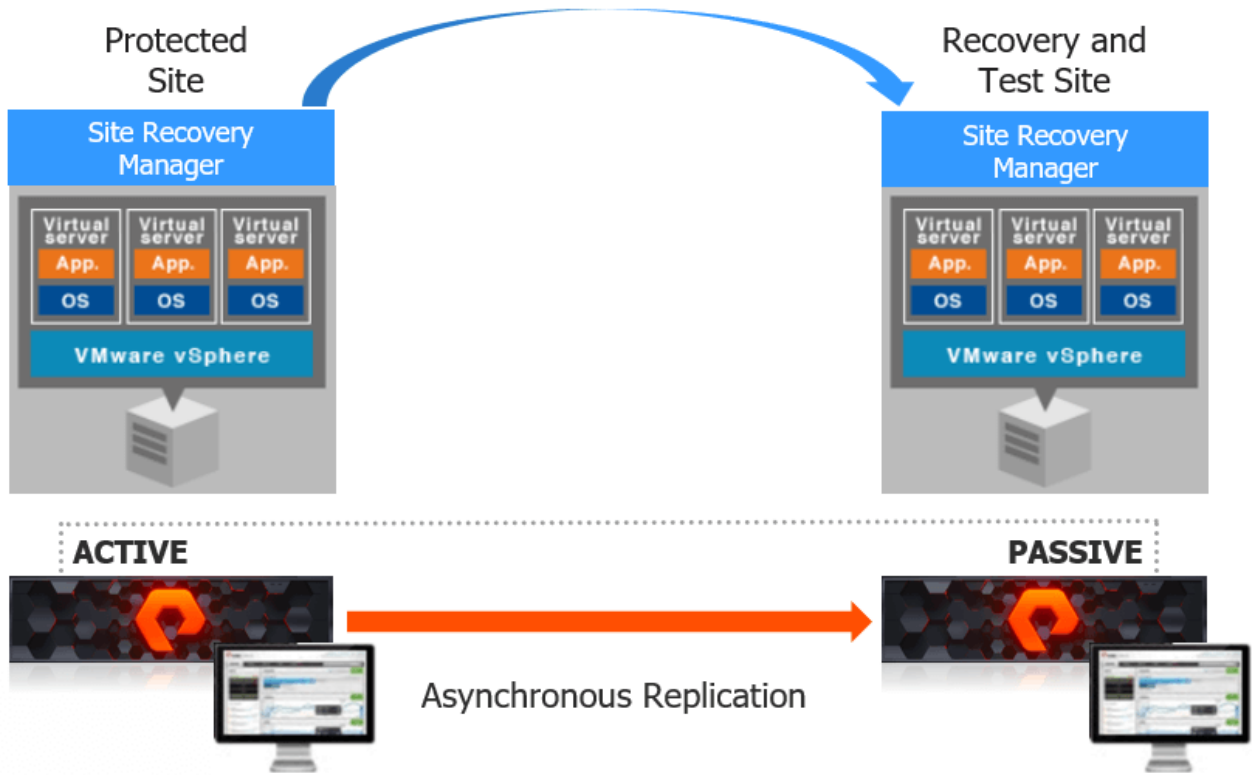 Protected
Site
Recovery and
Test Site
Site Recovery
Manager
Site Recovery
Manager
Virtual
server
App.
OS
Virtual
server
App.
OS
Virtual
server
App.
OS
VMware vSphere
Virtual
server
App.
OS
Virtual
server
App.
OS
Virtual
server
App.
OS
VMware vSphere
ACTIVE
PASSIVE
Asynchronous Replication